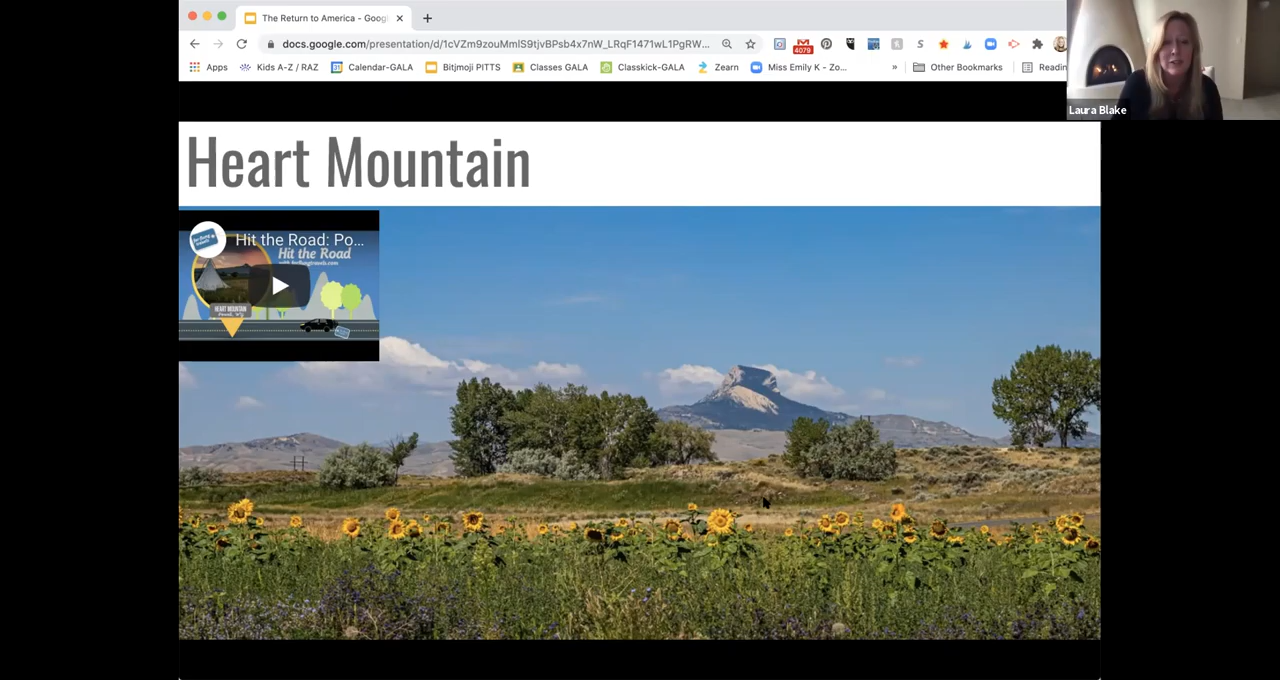 The Return to America - Goog
docs.google.com/presentation/d/1cVZm9zouMmlS9tjvBPsb4x7nW_LRqF1471wL1PgRW...
4079
Apps
Kids A-Z / RAZ
Calendar-GALA
Bitjmoji PITTS
Classes GALA
Classkick-GALA
Zearn
Miss Emily K - Zo...
»
Other Bookmarks
Readin
Laura Blake
Heart Mountain
Hit the Road: Po...
Hit the Road
HEART MOUNTAIN